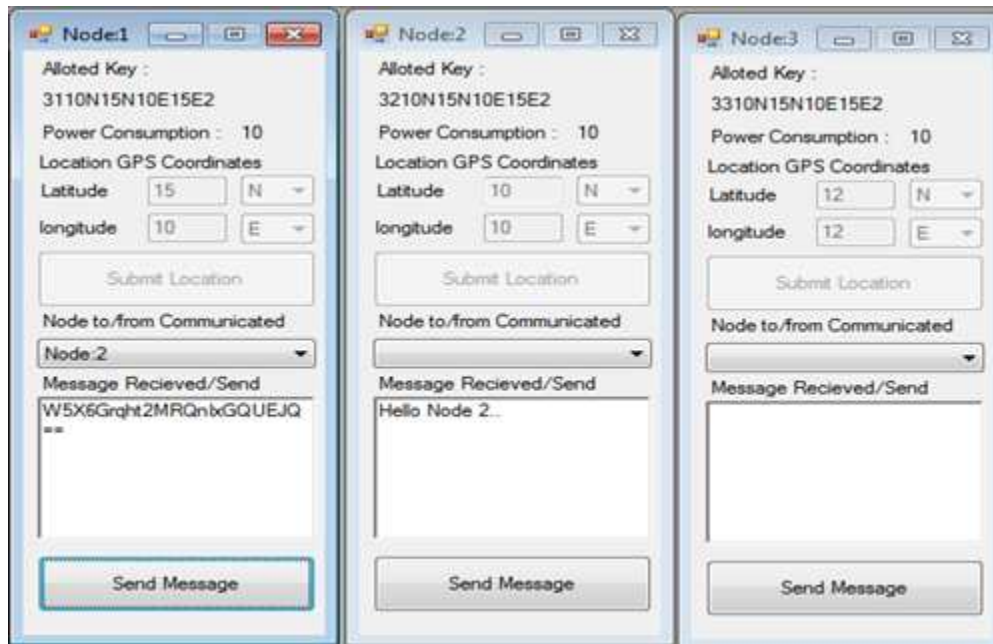 Node:1
Alloted Key :
3110N15N10E15E2
Power Consumption : 10
Location GPS Coordinates
Latitude 15 N
longitude 10 E
Submit Location
Node to/from Communicated
Node:2
Message Recieved/Send
W5X6Grqht2MRQnlxGQUEJQ
==
Send Message
Node:2
Alloted Key :
3210N15N10E15E2
Power Consumption : 10
Location GPS Coordinates
Latitude 10 N
longitude 10 E
Submit Location
Node to/from Communicated
Message Recieved/Send
Hello Node 2..
Send Message
Node:3
Alloted Key :
3310N15N10E15E2
Power Consumption : 10
Location GPS Coordinates
Latitude 12 N
longitude 12 E
Submit Location
Node to/from Communicated
Message Recieved/Send
Send Message